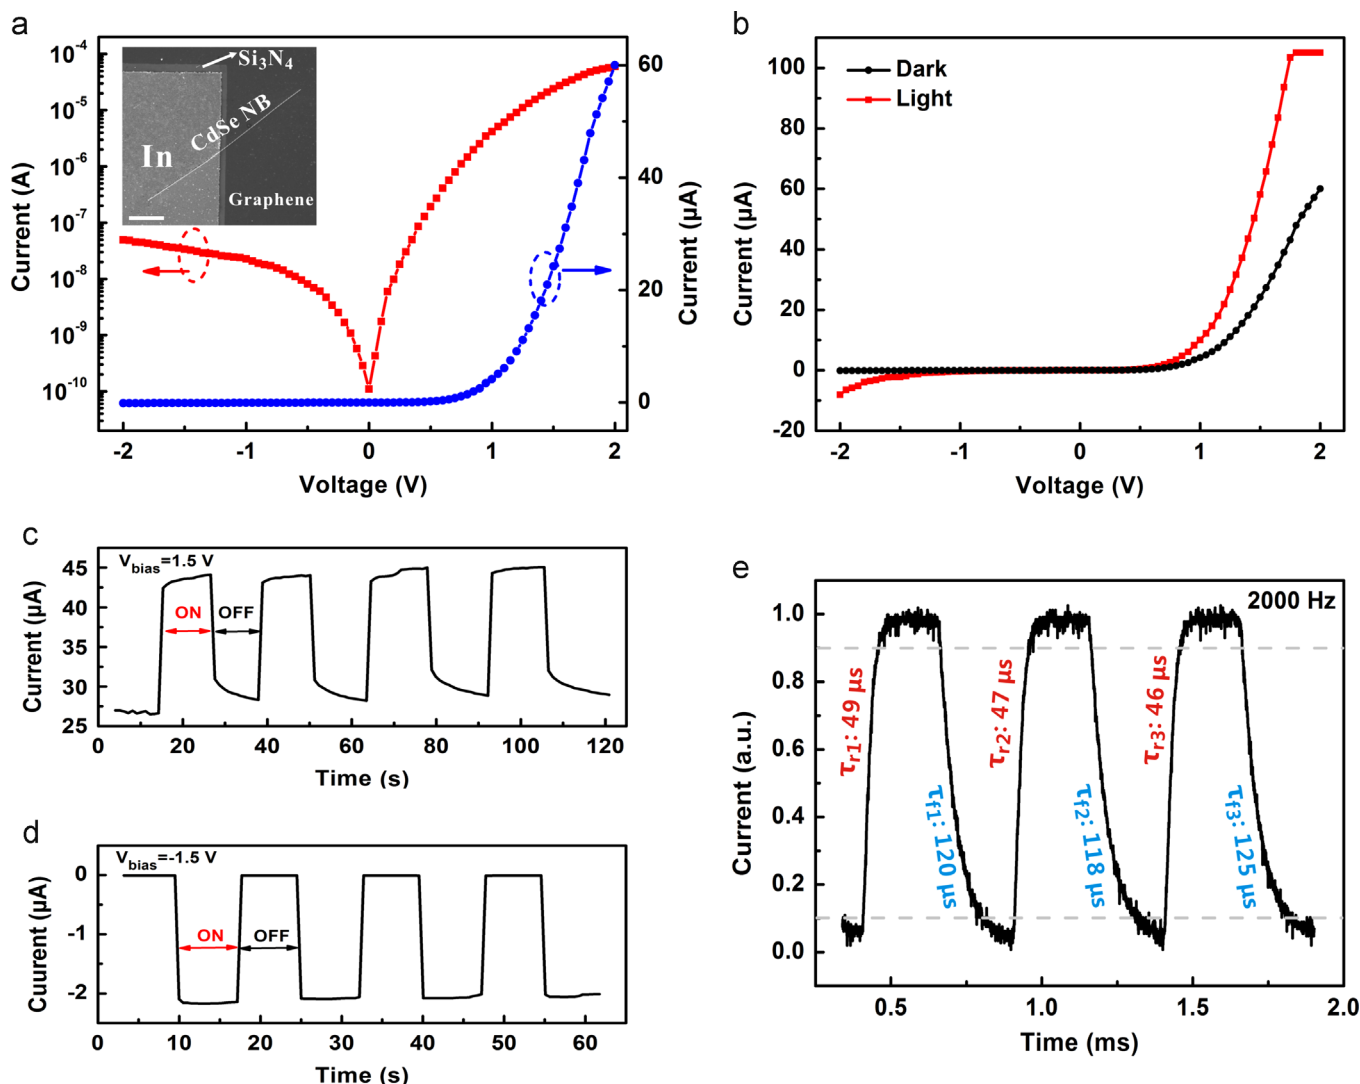 a
10⁻⁴
10⁻⁵
10⁻⁶
10⁻⁷
10⁻⁸
10⁻⁹
10⁻¹⁰
Current (A)
Si₃N₄
CdSe NB
In
Graphene
60
40
20
0
Current (μA)
-2
-1
0
1
2
Voltage (V)
b
Dark
Light
100
80
60
40
20
0
-20
Current (μA)
-2
-1
0
1
2
Voltage (V)
c
V_bias=1.5 V
45
40
35
30
25
Current (μA)
ON
OFF
0
20
40
60
80
100
120
Time (s)
d
V_bias=-1.5 V
0
-1
-2
Cuurent (μA)
ON
OFF
0
10
20
30
40
50
60
Time (s)
e
2000 Hz
1.0
0.8
0.6
0.4
0.2
0.0
Current (a.u.)
τr1: 49 μs
τf1: 120 μs
τr2: 47 μs
τf2: 118 μs
τr3: 46 μs
τf3: 125 μs
0.5
1.0
1.5
2.0
Time (ms)